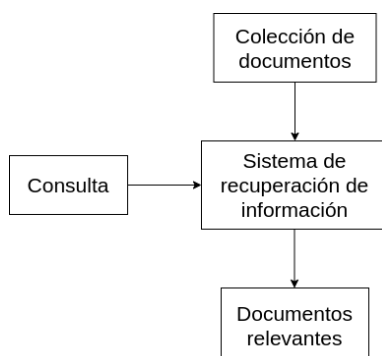 Colección de
documentos
Consulta
Sistema de
recuperación de
información
Documentos
relevantes